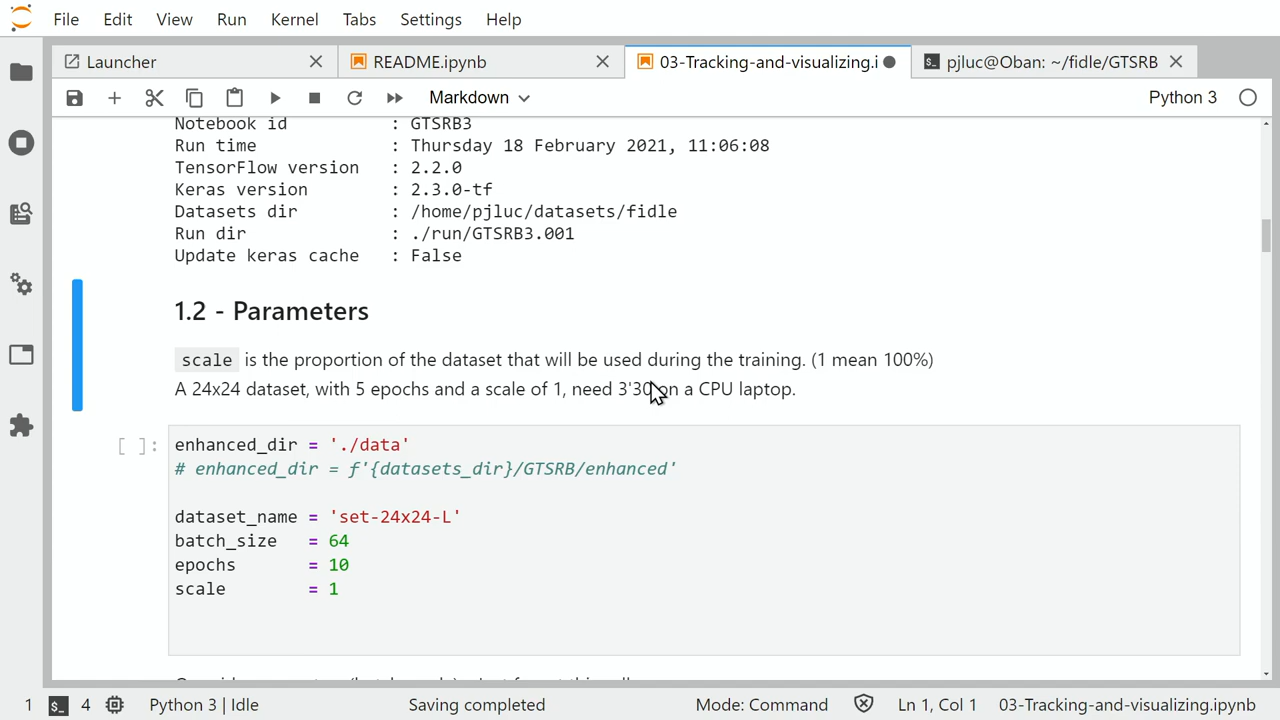 File Edit View Run Kernel Tabs Settings Help
Launcher README.ipynb 03-Tracking-and-visualizing.i pjluc@Oban: ~/fidle/GTSRB
Markdown Python 3
Notebook id : GTSRB3
Run time : Thursday 18 February 2021, 11:06:08
TensorFlow version : 2.2.0
Keras version : 2.3.0-tf
Datasets dir : /home/pjluc/datasets/fidle
Run dir : ./run/GTSRB3.001
Update keras cache : False
1.2 - Parameters
scale is the proportion of the dataset that will be used during the training. (1 mean 100%)
A 24x24 dataset, with 5 epochs and a scale of 1, need 3'30 on a CPU laptop.
[ ]: enhanced_dir = './data'
# enhanced_dir = f'{datasets_dir}/GTSRB/enhanced'
dataset_name = 'set-24x24-L'
batch_size = 64
epochs = 10
scale = 1
1 $_ 4 Python 3 | Idle Saving completed Mode: Command Ln 1, Col 1 03-Tracking-and-visualizing.ipynb